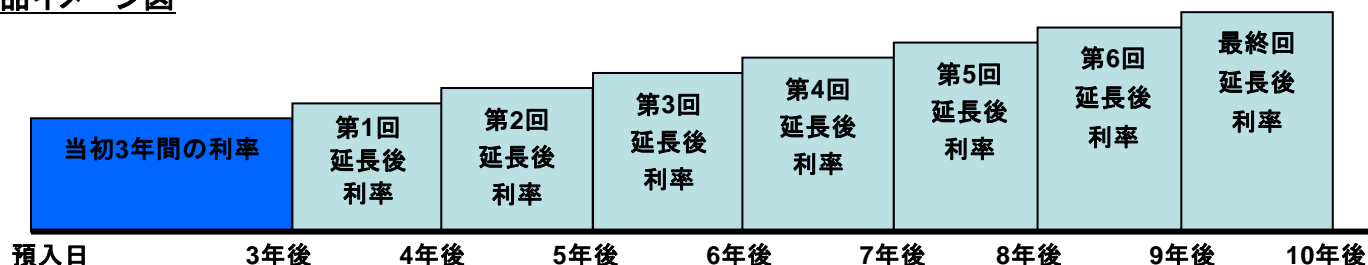 品イメージ図
当初3年間の利率
第1回
延長後
利率
第2回
延長後
利率
第3回
延長後
利率
第4回
延長後
利率
第5回
延長後
利率
第6回
延長後
利率
最終回
延長後
利率
預入日
3年後
4年後
5年後
6年後
7年後
8年後
9年後
10年後